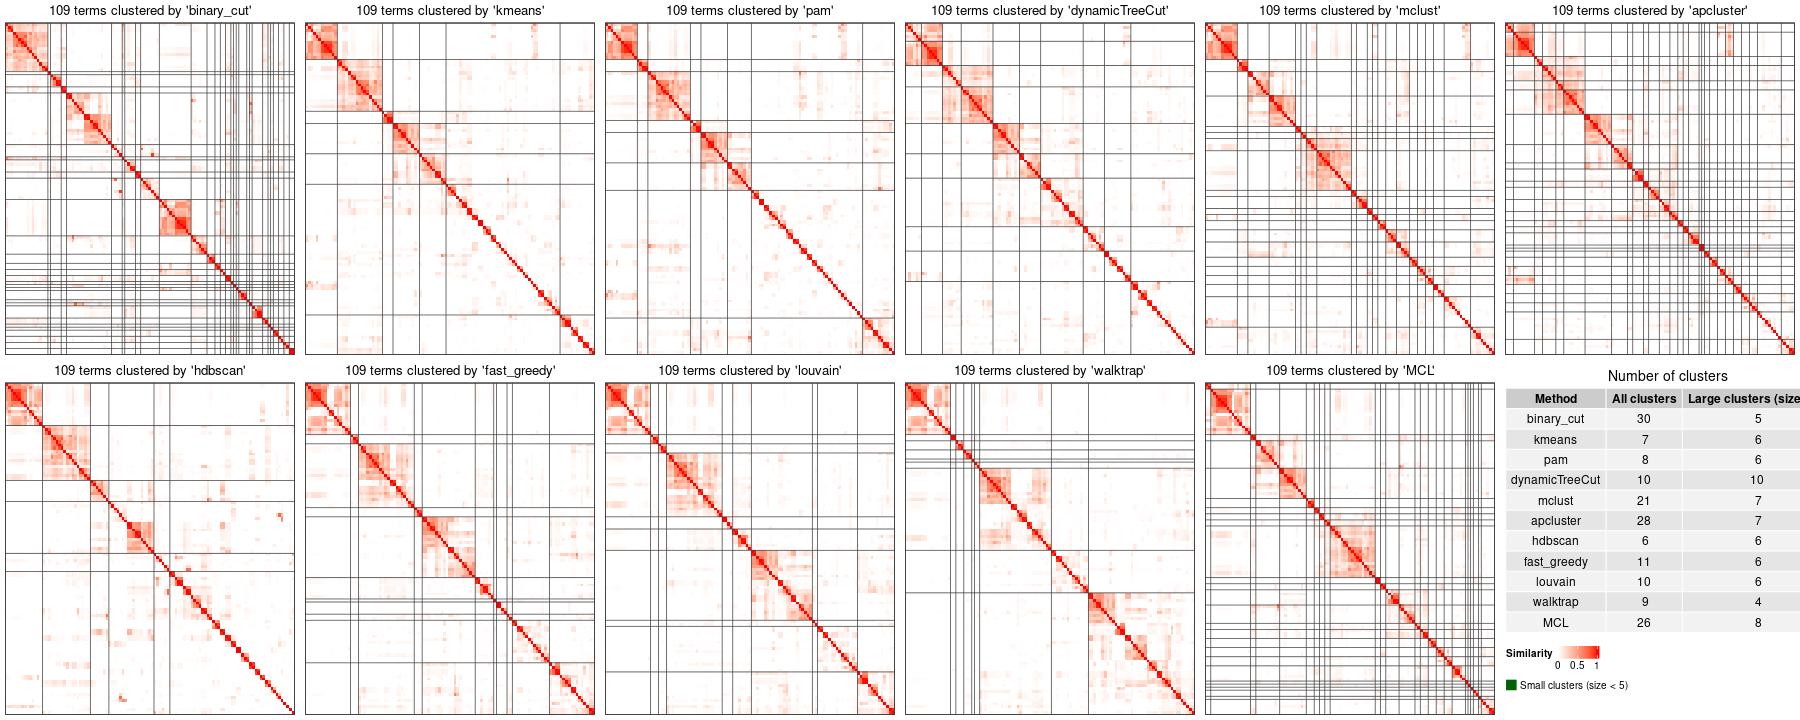 109 terms clustered by 'binary_cut'
109 terms clustered by 'kmeans'
109 terms clustered by 'pam'
109 terms clustered by 'dynamicTreeCut'
109 terms clustered by 'mclust'
109 terms clustered by 'apcluster'
109 terms clustered by 'hdbscan'
109 terms clustered by 'fast_greedy'
109 terms clustered by 'louvain'
109 terms clustered by 'walktrap'
109 terms clustered by 'MCL'
Number of clusters
Method All clusters Large clusters (size
binary_cut 30 5
kmeans 7 6
pam 8 6
dynamicTreeCut 10 10
mclust 21 7
apcluster 28 7
hdbscan 6 6
fast_greedy 11 6
louvain 10 6
walktrap 9 4
MCL 26 8
Similarity
0 0.5 1
Small clusters (size < 5)